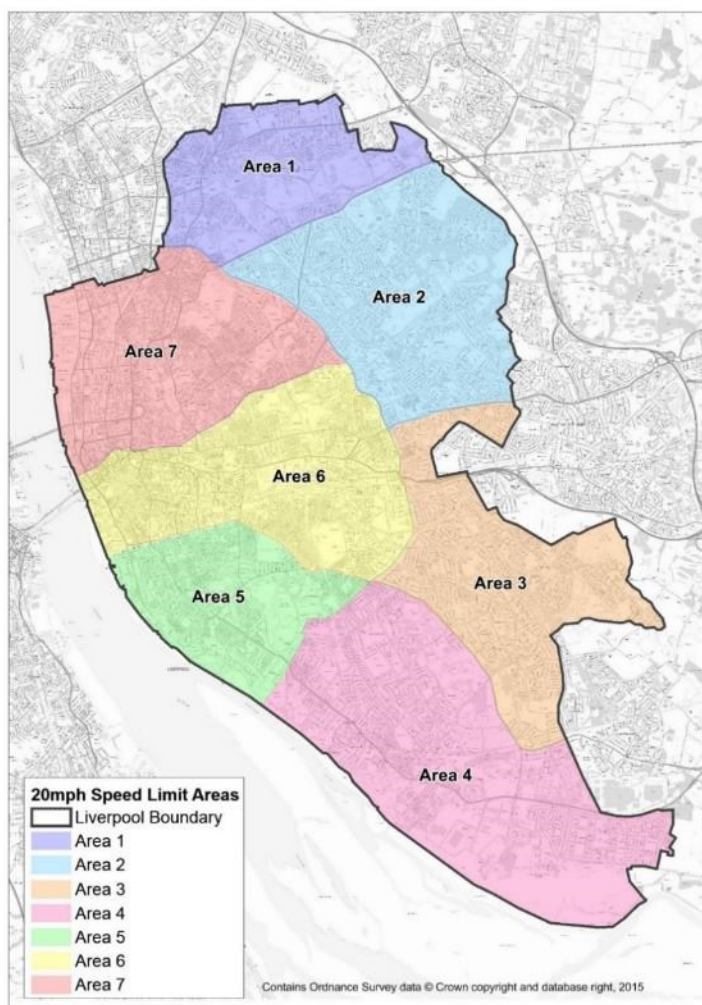 Area 1
Area 2
Area 7
Area 6
Area 3
Area 5
Area 4
20mph Speed Limit Areas
Liverpool Boundary
Area 1
Area 2
Area 3
Area 4
Area 5
Area 6
Area 7
Contains Ordnance Survey data © Crown copyright and database right, 2015